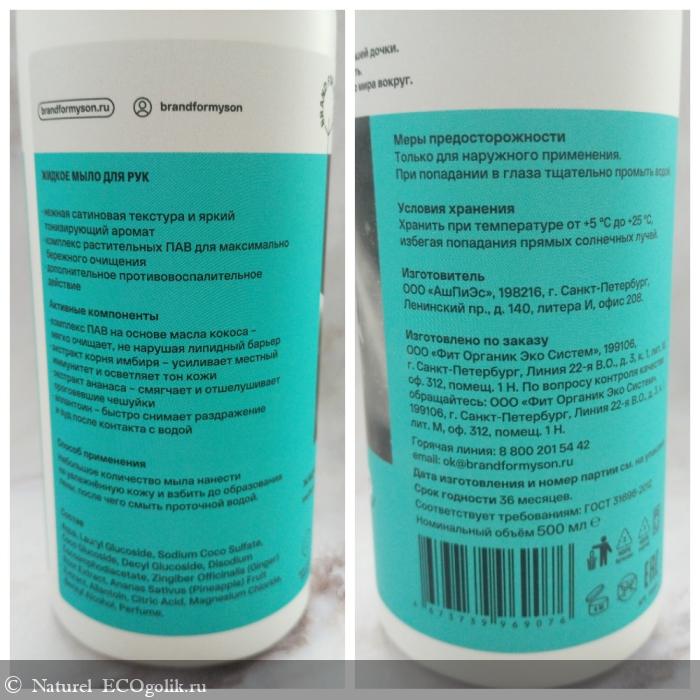 brandformyson.ru
brandformyson
ЖИДКОЕ МЫЛО ДЛЯ РУК
- нежная сатиновая текстура и яркий
тонизирующий аромат
- комплекс растительных ПАВ для максимально
бережного очищения
- дополнительное противовоспалительное
действие
Активные компоненты
комплекс ПАВ на основе масла кокоса –
мягко очищает, не нарушая липидный барьер
экстракт корня имбиря – усиливает местный
иммунитет и осветляет тон кожи
экстракт ананаса – смягчает и отшелушивает
ороговевшие чешуйки
аллантоин – быстро снимает раздражение
и зуд после контакта с водой
Способ применения
небольшое количество мыла нанести
на увлажнённую кожу и взбить до образования
пены, после чего смыть проточной водой.
Состав
Aqua, Lauryl Glucoside, Sodium Coco Sulfate,
Coco Glucoside, Decyl Glucoside, Disodium
Cocoamphodiacetate, Zingiber Officinalis (Ginger)
Root Extract, Ananas Sativus (Pineapple) Fruit
Extract, Allantoin, Citric Acid, Magnesium Chloride,
Benzyl Alcohol, Perfume.
шей дочки.
мира вокруг.
Меры предосторожности
Только для наружного применения.
При попадании в глаза тщательно промыть водой
Условия хранения
Хранить при температуре от +5 °C до +25 °C,
избегая попадания прямых солнечных лучей.
Изготовитель
ООО «АшПиЭс», 198216, г. Санкт-Петербург,
Ленинский пр., д. 140, литера И, офис 208.
Изготовлено по заказу
ООО «Фит Органик Эко Систем», 199106,
г. Санкт-Петербург, Линия 22-я В.О., д. 3, к. 1, лит. М,
оф. 312, помещ. 1 Н. По вопросу контроля качества
обращайтесь: ООО «Фит Органик Эко Систем»,
199106, г. Санкт-Петербург, Линия 22-я В.О., д. 3, к.
лит. М, оф. 312, помещ. 1 Н.
Горячая линия: 8 800 201 54 42
email: ok@brandformyson.ru
Дата изготовления и номер партии см. на упаковке
Срок годности 36 месяцев.
Соответствует требованиям: ГОСТ 31696-2012
Номинальный объём 500 мл ℮
4 673739 969074
EAC
© Naturel ECOgolik.ru